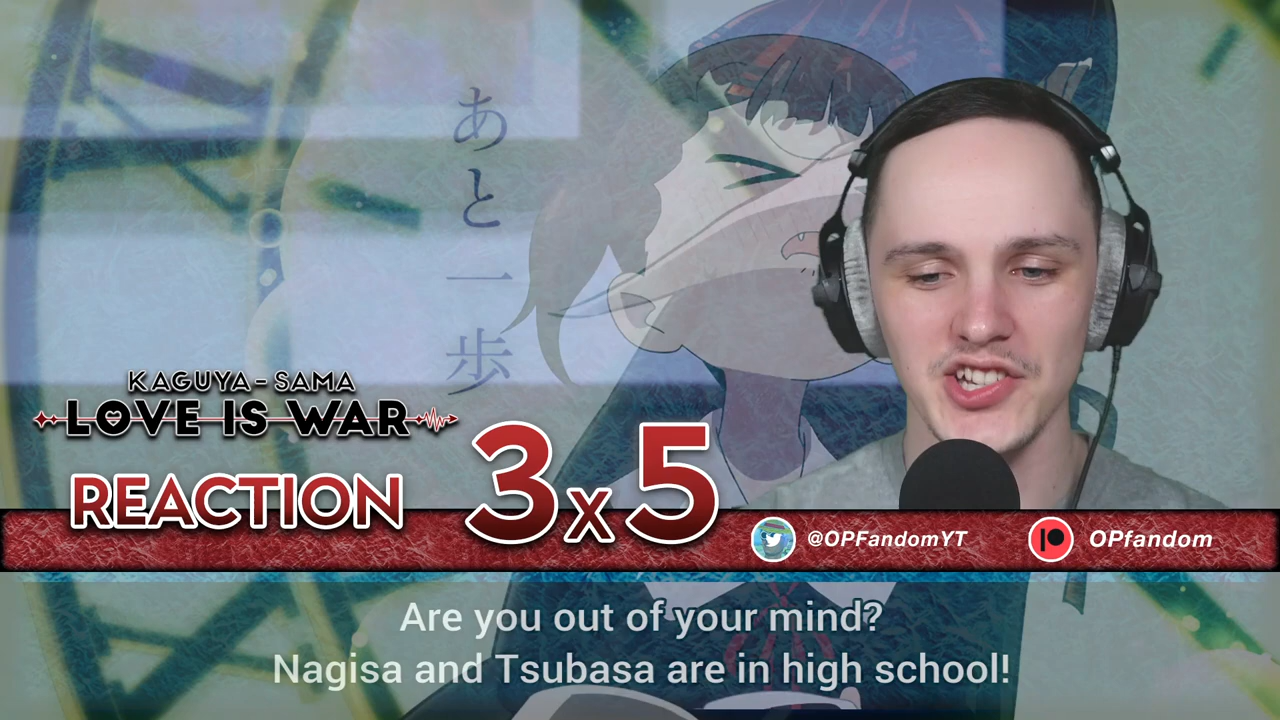 あと一歩
KAGUYA-SAMA
LOVE IS WAR
REACTION
3x5
@OPFandomYT
OPfandom
Are you out of your mind?
Nagisa and Tsubasa are in high school!